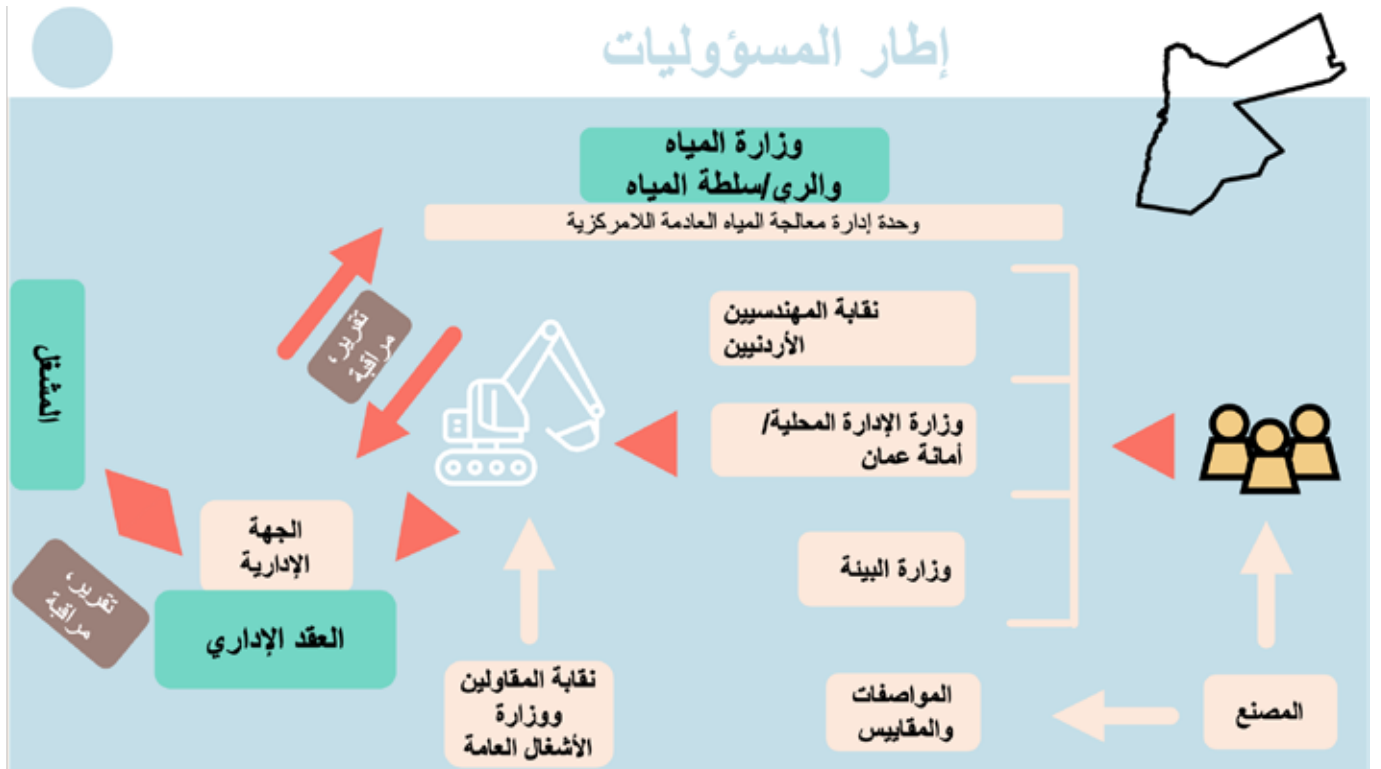 إطار المسؤوليات
وزارة المياه
والري/سلطة المياه
وحدة إدارة معالجة المياه العادمة اللامركزية
نقابة المهندسيين
الأردنيين
وزارة الإدارة المحلية/
أمانة عمان
وزارة البيئة
المصنع
المواصفات
والمقاييس
نقابة المقاولين
ووزارة
الأشغال العامة
تقرير،
مراقبة
الجهة
الإدارية
العقد الإداري
المشغل
تقرير،
مراقبة